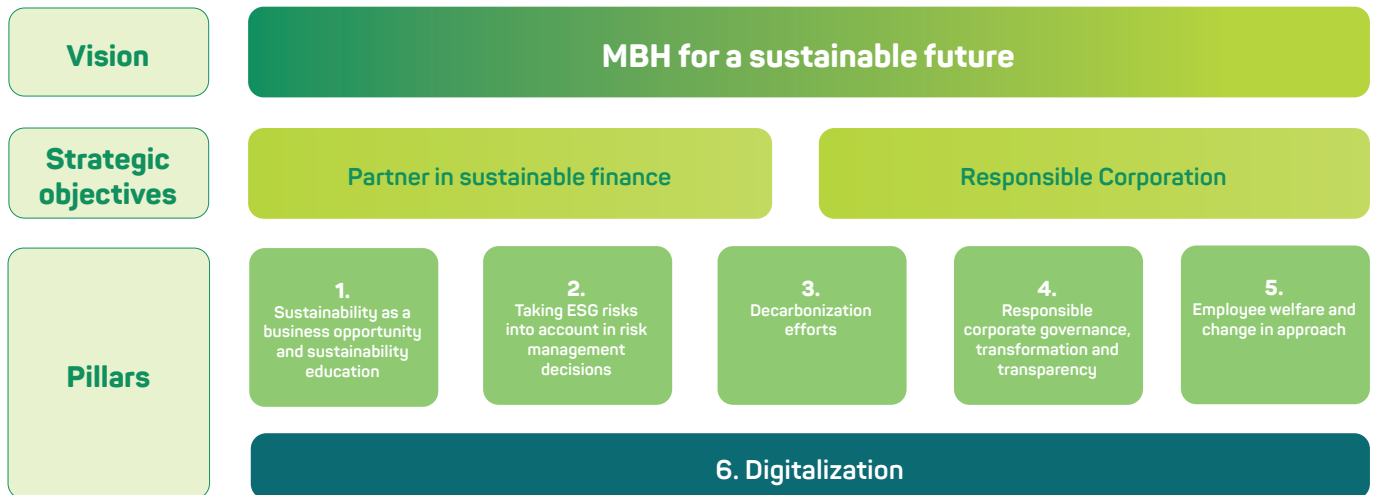 Vision
MBH for a sustainable future
Strategic
objectives
Partner in sustainable finance
Responsible Corporation
Pillars
1.
Sustainability as a
business opportunity
and sustainability
education
2.
Taking ESG risks
into account in risk
management
decisions
3.
Decarbonization
efforts
4.
Responsible
corporate governance,
transformation and
transparency
5.
Employee welfare and
change in approach
6. Digitalization